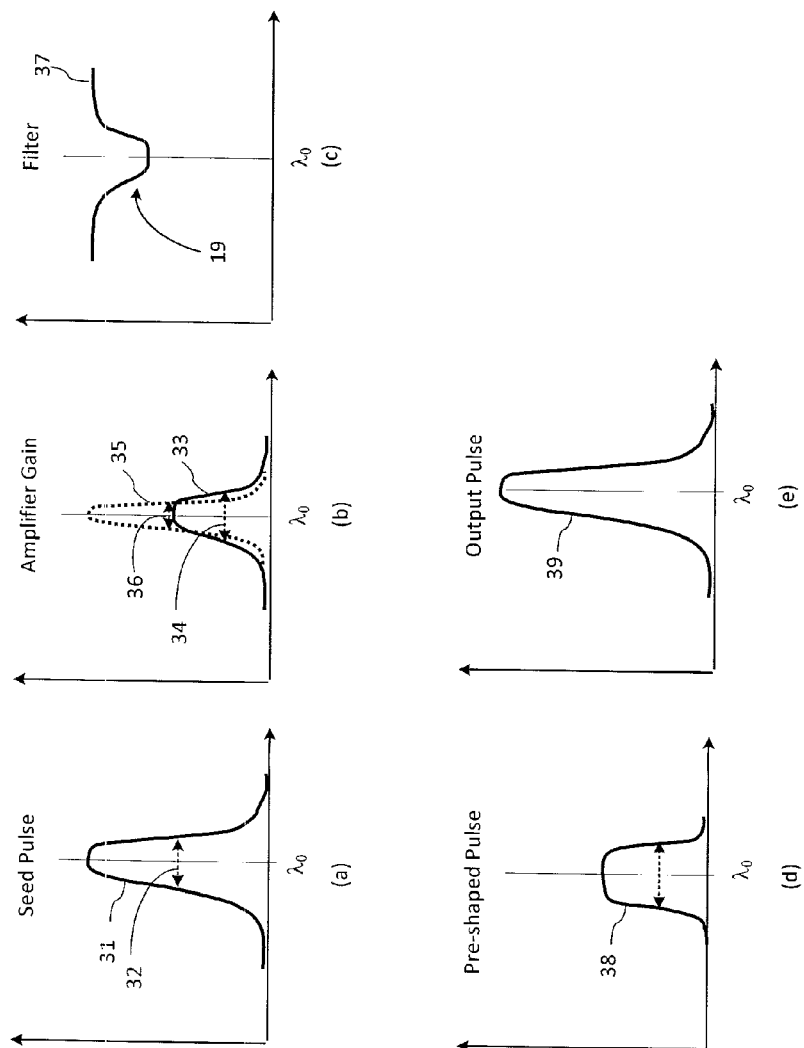 Seed Pulse
31
32
λ₀
(a)
Amplifier Gain
35
33
36
34
λ₀
(b)
Filter
37
19
λ₀
(c)
Pre-shaped Pulse
38
λ₀
(d)
Output Pulse
39
λ₀
(e)